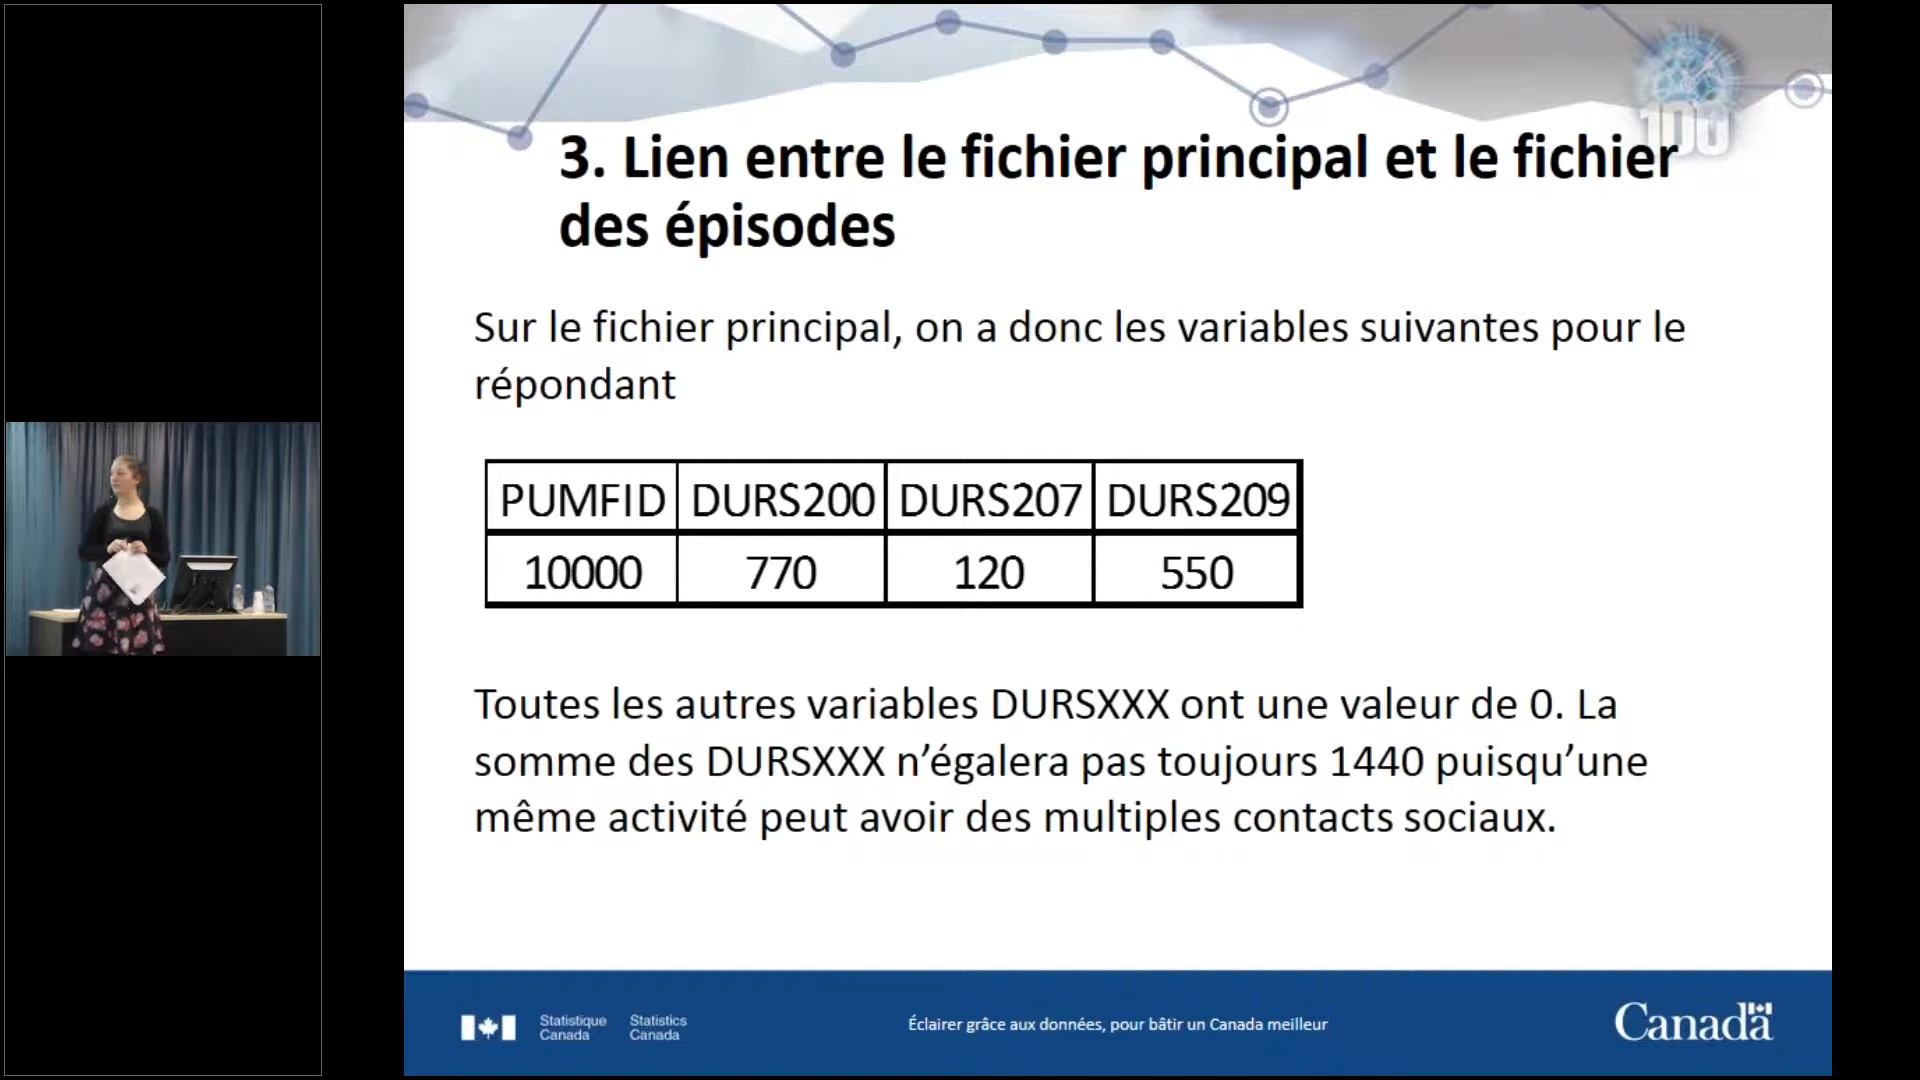 100
3. Lien entre le fichier principal et le fichier
des épisodes
Sur le fichier principal, on a donc les variables suivantes pour le
répondant
PUMFID DURS200 DURS207 DURS209
10000 770 120 550
Toutes les autres variables DURSXXX ont une valeur de 0. La
somme des DURSXXX n’égalera pas toujours 1440 puisqu’une
même activité peut avoir des multiples contacts sociaux.
Statistique Statistics
Canada Canada
Éclairer grâce aux données, pour bâtir un Canada meilleur
Canada